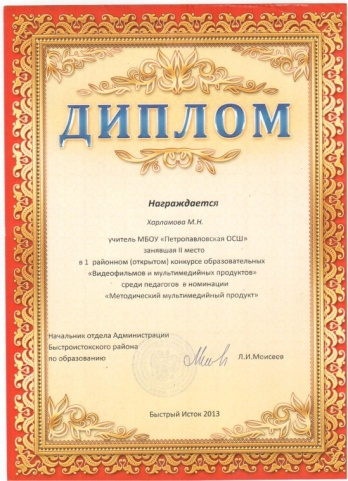 ДИПЛОМ
Награждается
Харламова М.Н.
учитель МБОУ «Петропавловская ОСШ»
занявшая II место
в 1 районном (открытом) конкурсе образовательных
«Видеофильмов и мультимедийных продуктов»
среди педагогов в номинации
«Методический мультимедийный продукт»
Начальник отдела Администрации
Быстроистокского района
по образованию Л.И.Моисеев
Быстрый Исток 2013